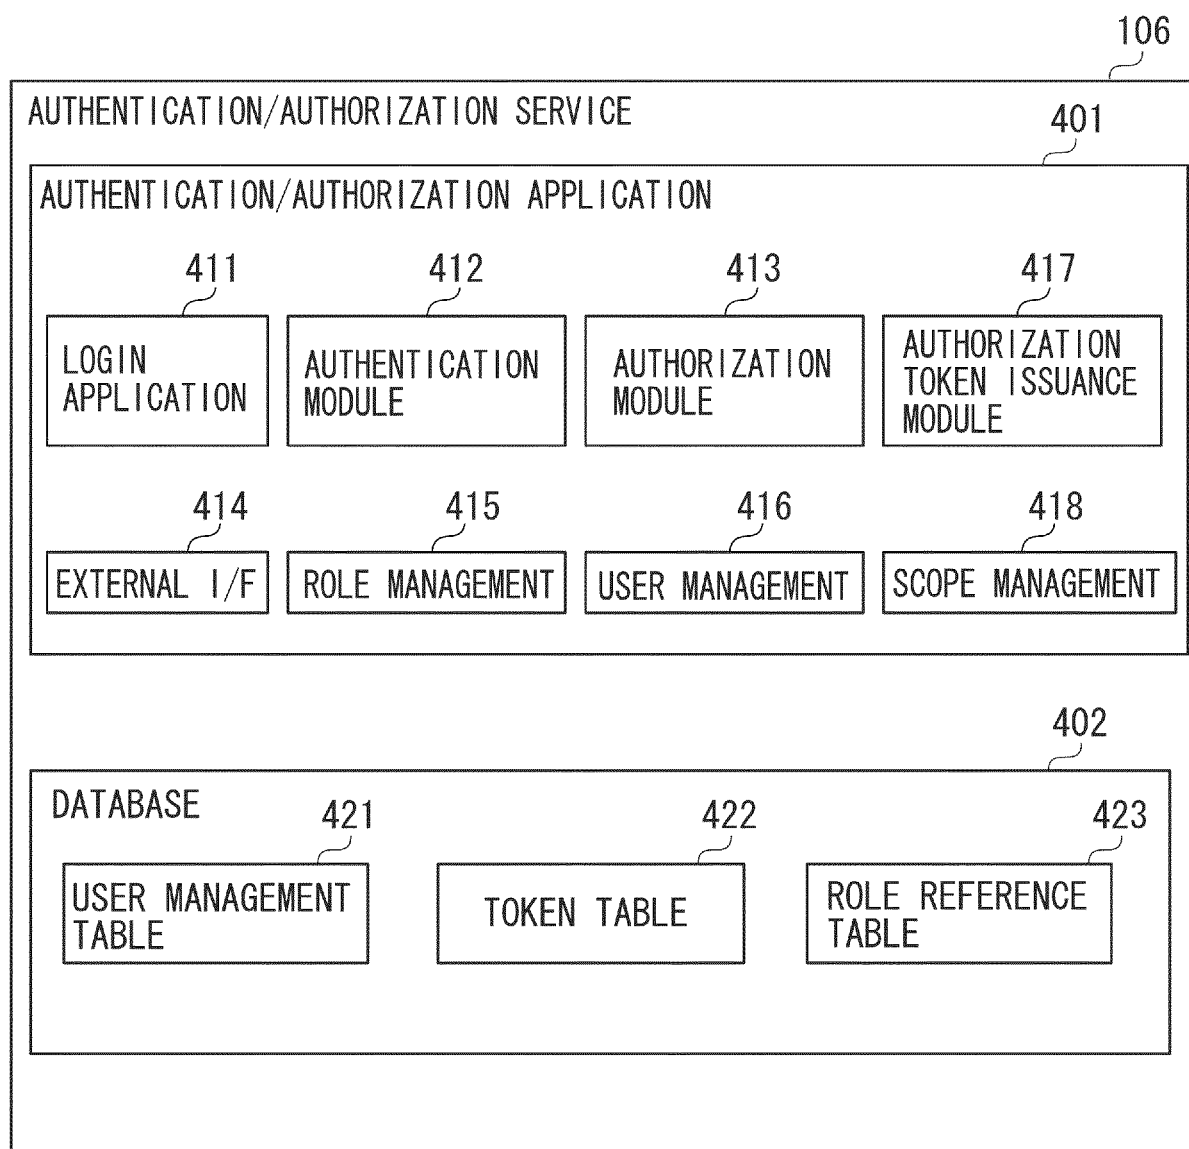 106
AUTHENTICATION/AUTHORIZATION SERVICE
401
AUTHENTICATION/AUTHORIZATION APPLICATION
411
412
413
417
LOGIN
APPLICATION
AUTHENTICATION
MODULE
AUTHORIZATION
MODULE
AUTHORIZATION
TOKEN ISSUANCE
MODULE
414
415
416
418
EXTERNAL I/F
ROLE MANAGEMENT
USER MANAGEMENT
SCOPE MANAGEMENT
402
DATABASE
421
422
423
USER MANAGEMENT
TABLE
TOKEN TABLE
ROLE REFERENCE
TABLE